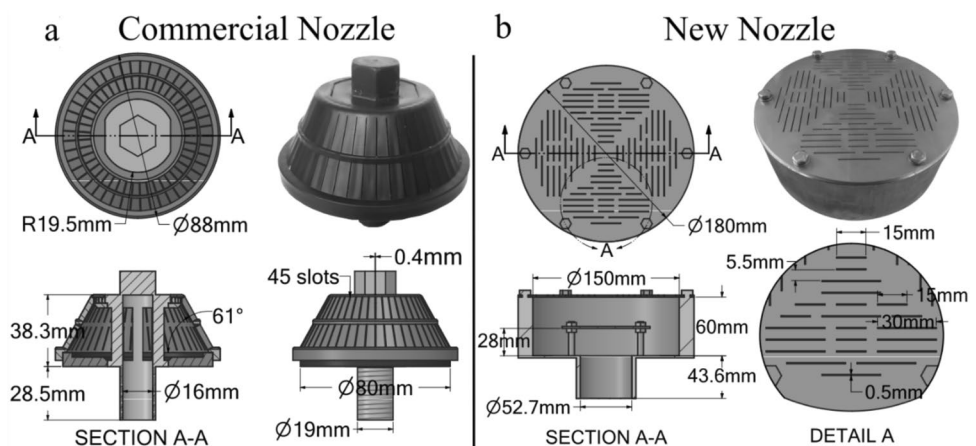 a Commercial Nozzle
A A
R19.5mm
Ø88mm
45 slots
0.4mm
38.3mm
61°
28.5mm
Ø16mm
Ø80mm
Ø19mm
SECTION A-A
b New Nozzle
A A
Ø180mm
A
15mm
5.5mm
Ø150mm
15mm
60mm
30mm
28mm
43.6mm
0.5mm
Ø52.7mm
SECTION A-A
DETAIL A